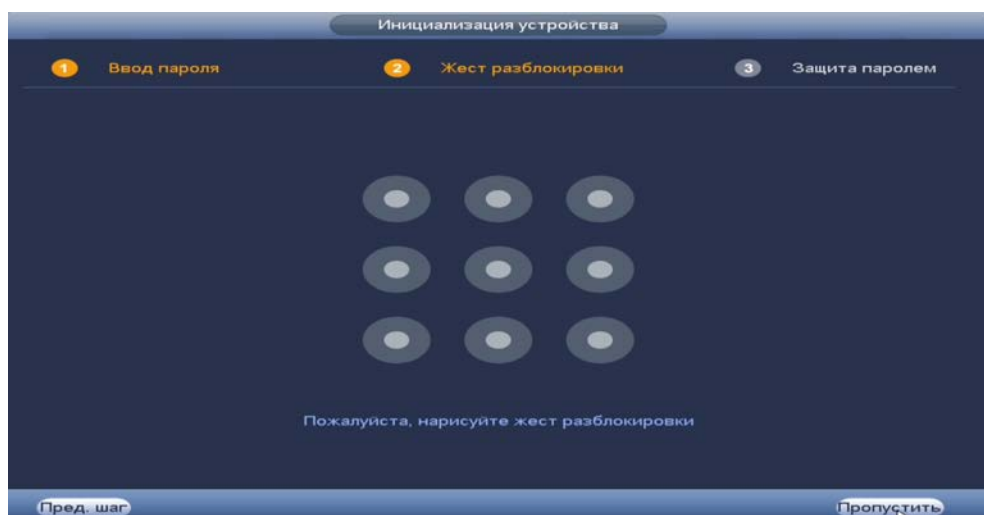 Инициализация устройства
1 Ввод пароля 2 Жест разблокировки 3 Защита паролем
Пожалуйста, нарисуйте жест разблокировки
Пред. шаг Пропустить